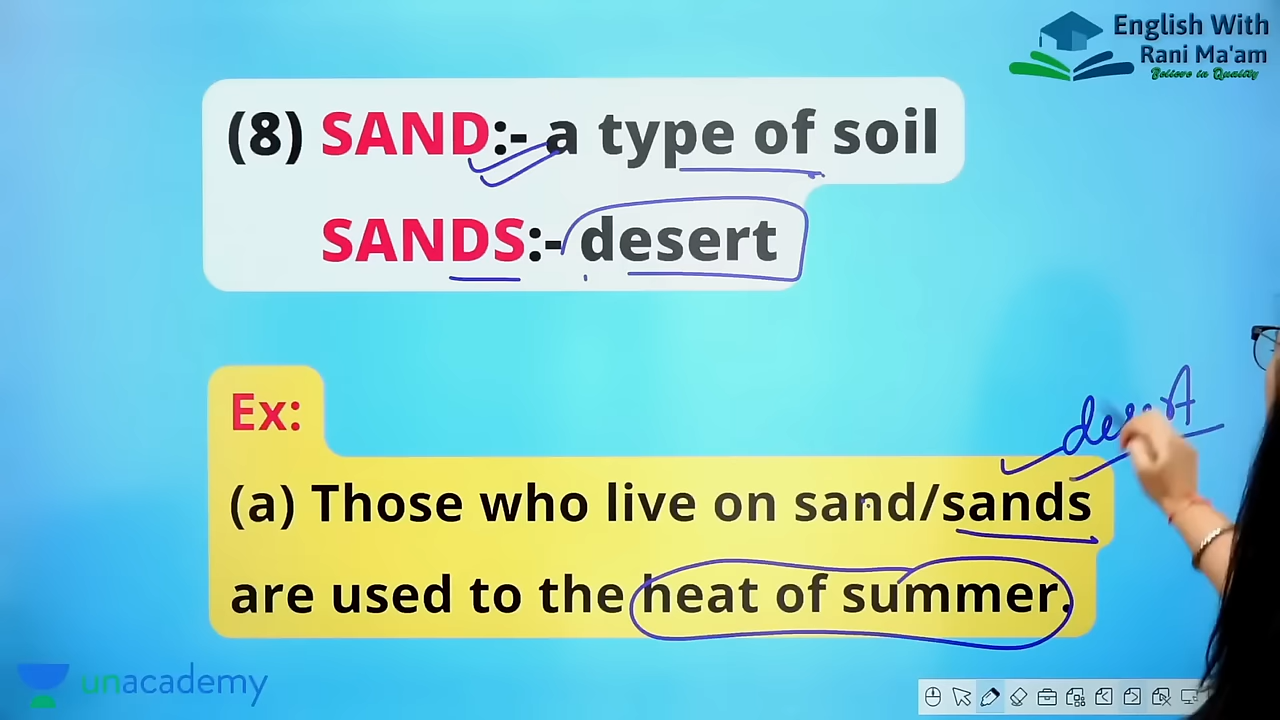 English With
Rani Ma'am
Believe in Quality
(8) SAND:- a type of soil
SANDS:- desert
Ex:
desert
(a) Those who live on sand/sands
are used to the heat of summer.
unacademy